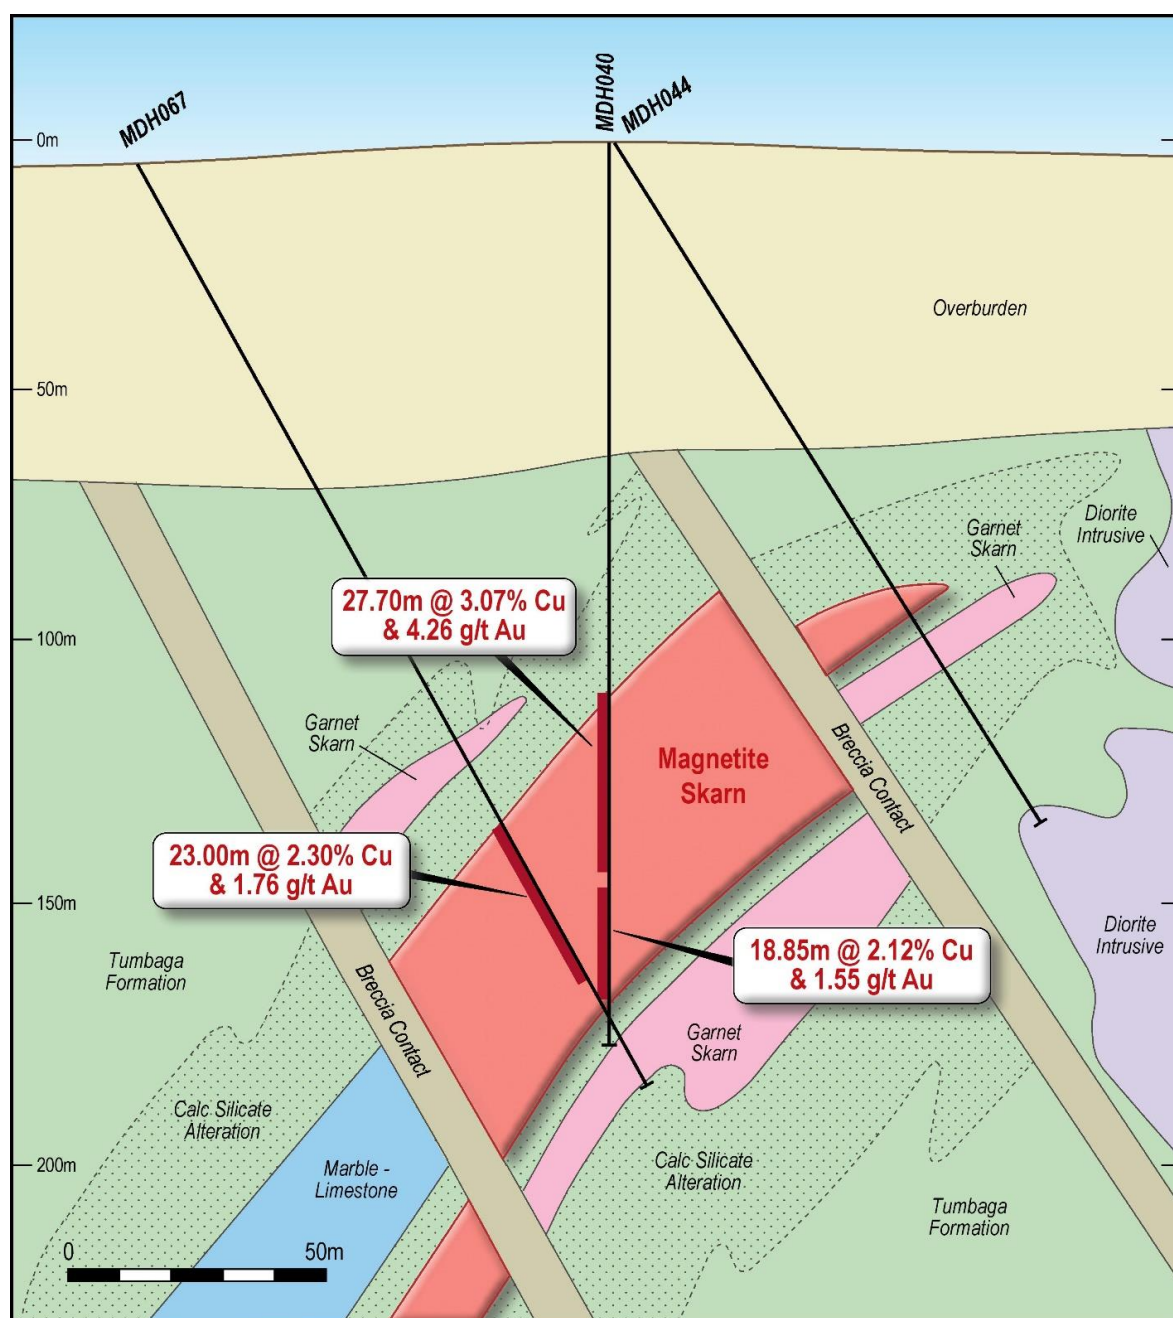 MDH067
MDH040
MDH044
0m
Overburden
50m
Diorite
Intrusive
Garnet
Skarn
27.70m @ 3.07% Cu
& 4.26 g/t Au
100m
Garnet
Skarn
Magnetite
Skarn
Breccia Contact
23.00m @ 2.30% Cu
& 1.76 g/t Au
150m
Diorite
Intrusive
18.85m @ 2.12% Cu
& 1.55 g/t Au
Tumbaga
Formation
Breccia Contact
Garnet
Skarn
Calc Silicate
Alteration
200m
Marble -
Limestone
Calc Silicate
Alteration
Tumbaga
Formation
0
50m